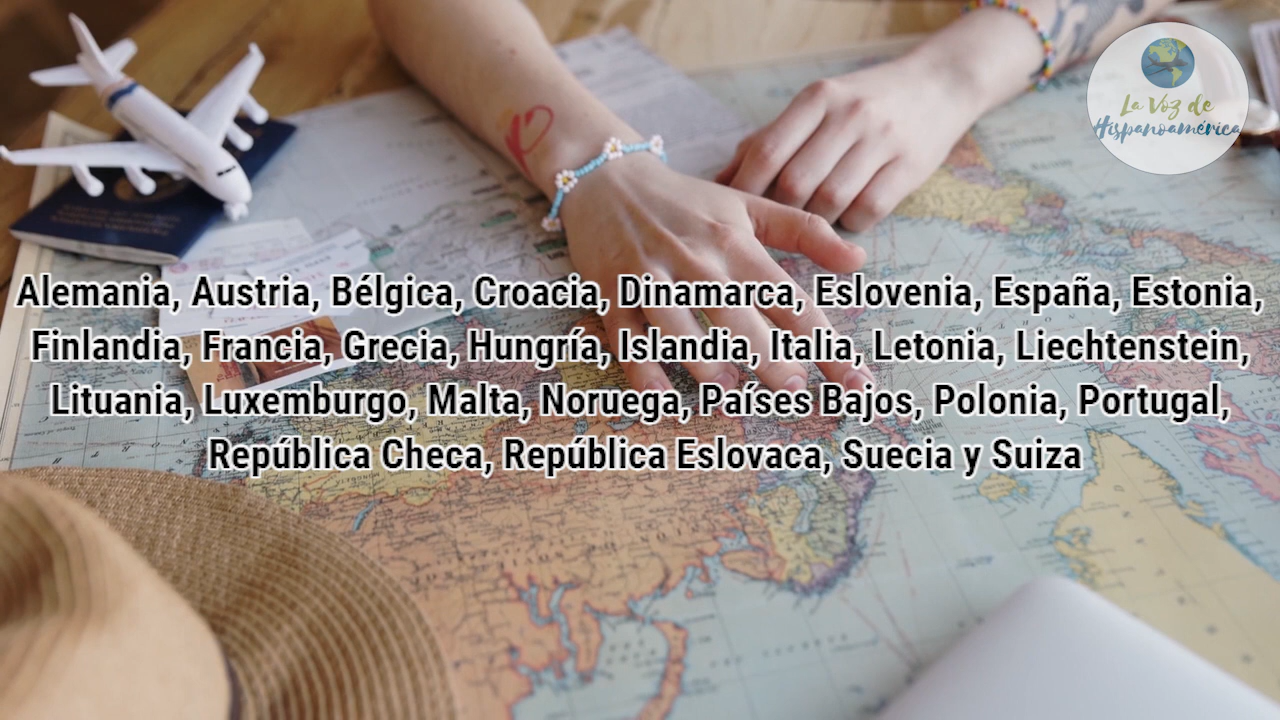 La Voz de
Hispanoamérica
Alemania, Austria, Bélgica, Croacia, Dinamarca, Eslovenia, España, Estonia,
Finlandia, Francia, Grecia, Hungría, Islandia, Italia, Letonia, Liechtenstein,
Lituania, Luxemburgo, Malta, Noruega, Países Bajos, Polonia, Portugal,
República Checa, República Eslovaca, Suecia y Suiza